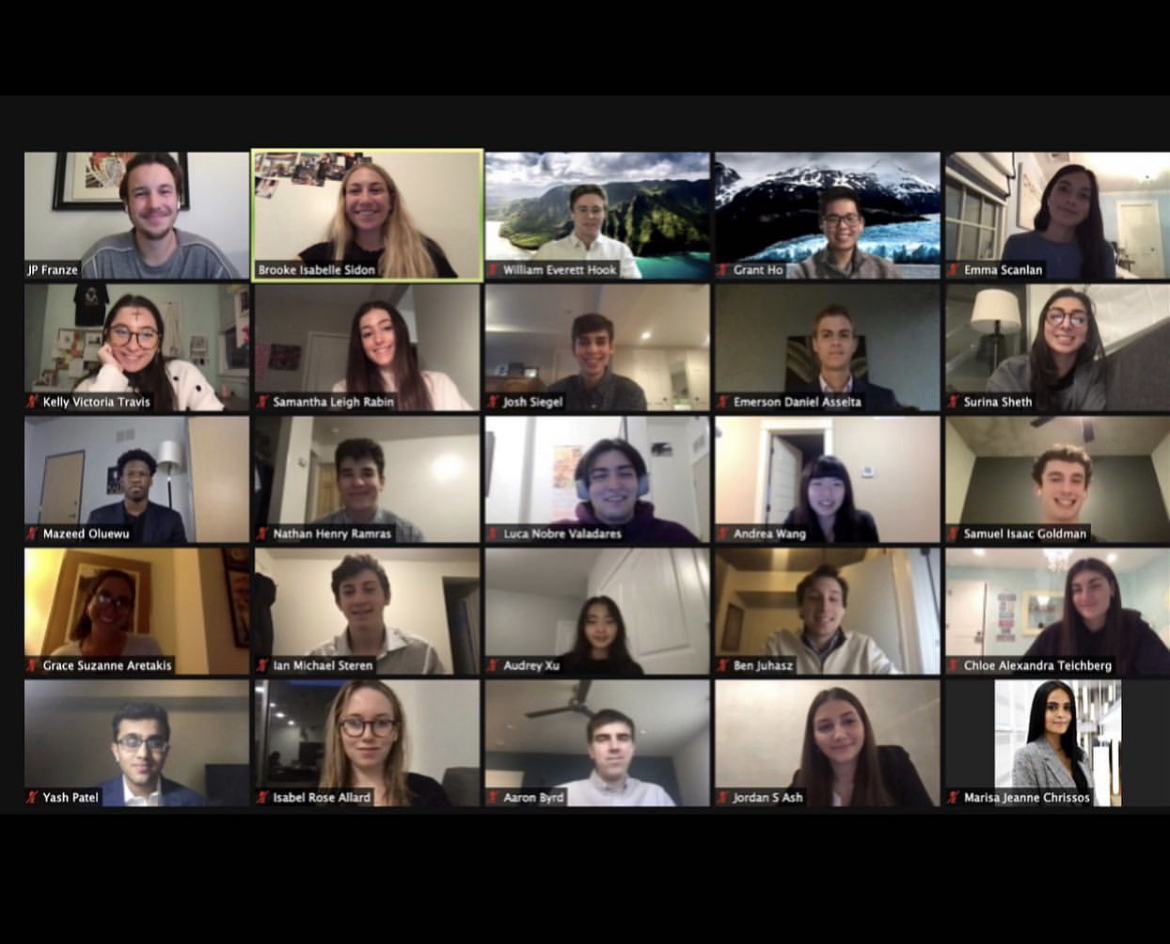 JP Franze
Brooke Isabelle Sidon
William Everett Hook
Grant Ho
Emma Scanlan
Kelly Victoria Travis
Samantha Leigh Rabin
Josh Siegel
Emerson Daniel Asselta
Surina Sheth
Mazeed Oluewu
Nathan Henry Ramras
Luca Nobre Valadares
Andrea Wang
Samuel Isaac Goldman
Grace Suzanne Aretakis
Ian Michael Steren
Audrey Xu
Ben Juhasz
Chloe Alexandra Teichberg
Yash Patel
Isabel Rose Allard
Aaron Byrd
Jordan S Ash
Marisa Jeanne Chrissos